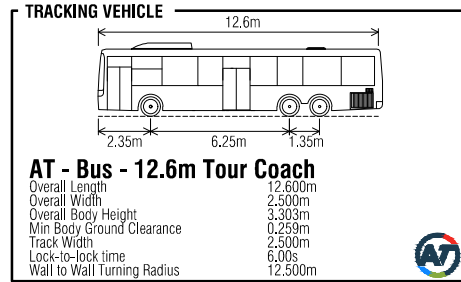 TRACKING VEHICLE
12.6m
2.35m 6.25m 1.35m
AT - Bus - 12.6m Tour Coach
Overall Length 12.600m
Overall Width 2.500m
Overall Body Height 3.303m
Min Body Ground Clearance 0.259m
Track Width 2.500m
Lock-to-lock time 6.00s
Wall to Wall Turning Radius 12.500m
AT